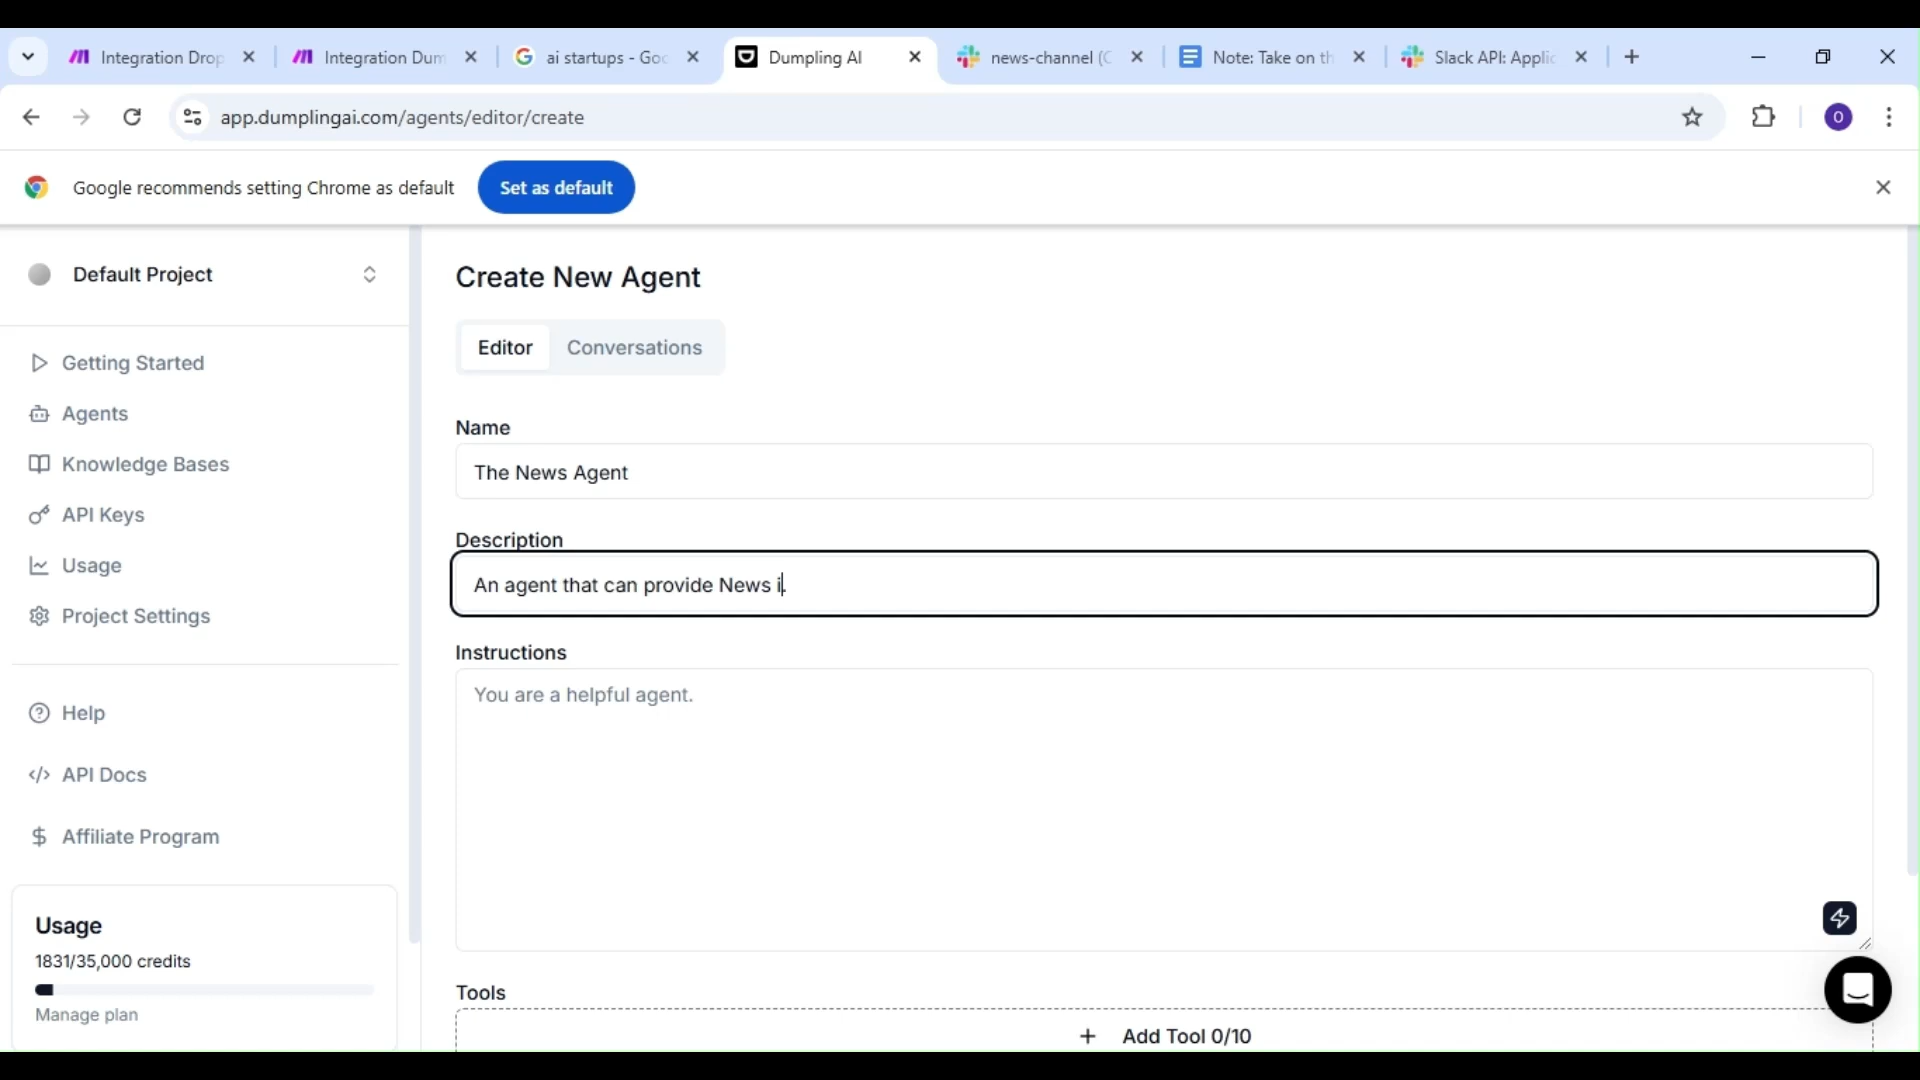 Integration Drop
Integration Dum
ai startups - Goo
Dumpling AI
news-channel (C
Note: Take on th
Slack API: Applic
app.dumplingai.com/agents/editor/create
O
Google recommends setting Chrome as default
Set as default
Default Project
Getting Started
Agents
Knowledge Bases
API Keys
Usage
Project Settings
Help
API Docs
Affiliate Program
Usage
1831/35,000 credits
Manage plan
Create New Agent
Editor
Conversations
Name
The News Agent
Description
An agent that can provide News i.
Instructions
You are a helpful agent.
Tools
+ Add Tool 0/10